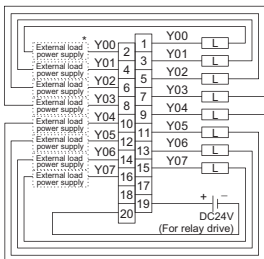 *
External load
power supply
Y00
2
1
Y00
L
External load
power supply
Y01
4
3
Y01
L
External load
power supply
Y02
6
5
Y02
L
External load
power supply
Y03
8
7
Y03
L
External load
power supply
Y04
10
9
Y04
L
External load
power supply
Y05
12
11
Y05
L
External load
power supply
Y06
14
13
Y06
L
External load
power supply
Y07
16
15
Y07
L
18
17
20
19
+ −
DC24V
(For relay drive)